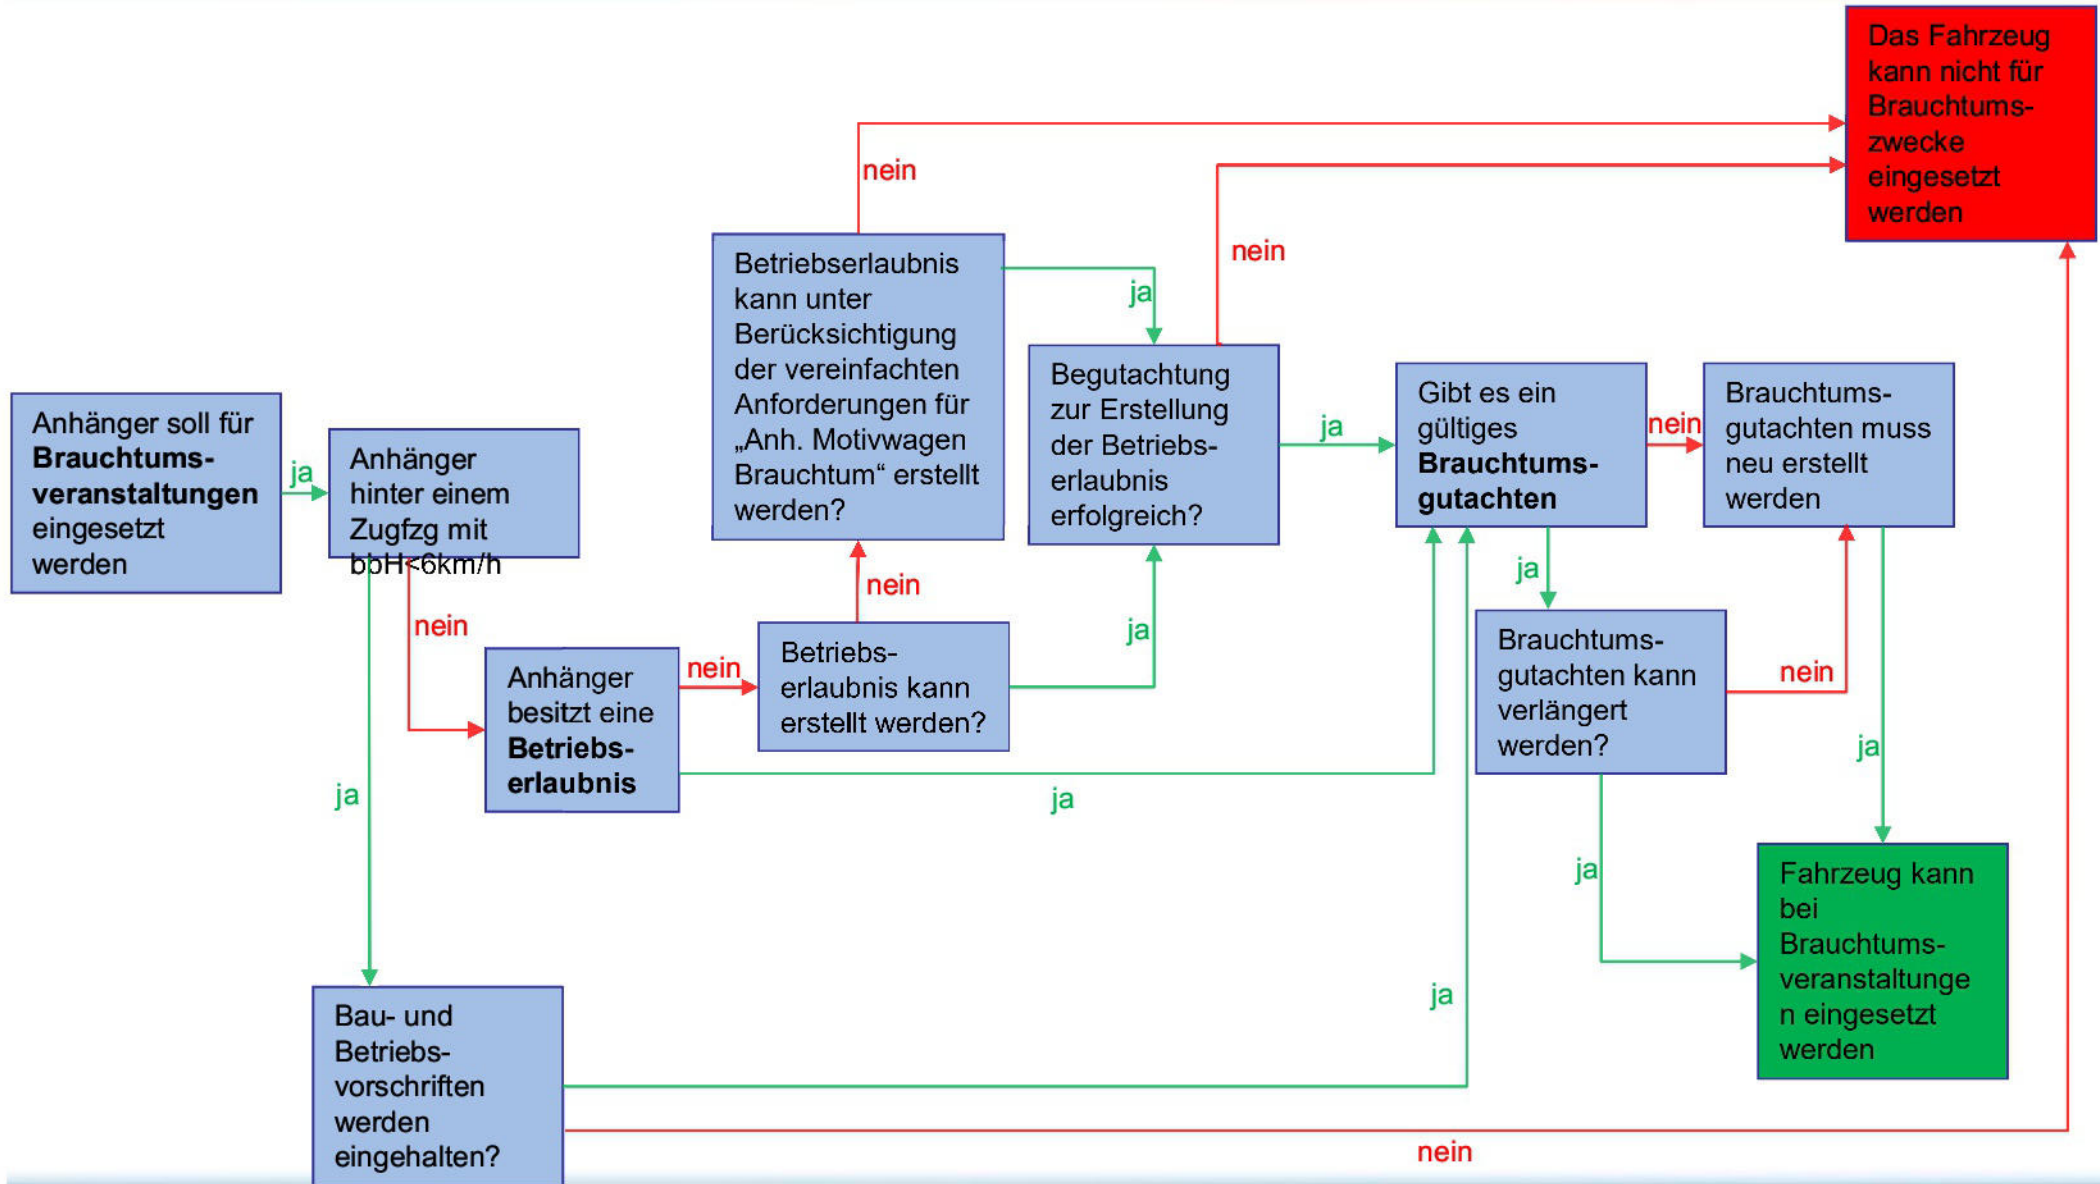 Das Fahrzeug
kann nicht für
Brauchtums-
zwecke
eingesetzt
werden
nein
nein
Betriebserlaubnis
kann unter
Berücksichtigung
der vereinfachten
Anforderungen für
„Anh. Motivwagen
Brauchtum“ erstellt
werden?
ja
Begutachtung
zur Erstellung
der Betriebs-
erlaubnis
erfolgreich?
ja
Gibt es ein
gültiges
Brauchtums-
gutachten
nein
Brauchtums-
gutachten muss
neu erstellt
werden
Anhänger soll für
Brauchtums-
veranstaltungen
eingesetzt
werden
ja
Anhänger
hinter einem
Zugfzg mit
bbH<6km/h
nein
nein
ja
ja
Anhänger
besitzt eine
Betriebs-
erlaubnis
nein
Betriebs-
erlaubnis kann
erstellt werden?
Brauchtums-
gutachten kann
verlängert
werden?
nein
ja
ja
ja
ja
Fahrzeug kann
bei
Brauchtums-
veranstaltunge
n eingesetzt
werden
ja
Bau- und
Betriebs-
vorschriften
werden
eingehalten?
nein